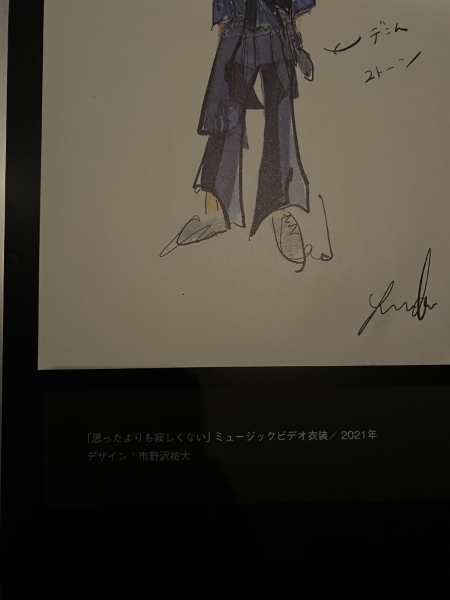 デニム
ストーン
「思ったよりも寂しくない」ミュージックビデオ衣装／2021年
デザイン：市野沢祐大